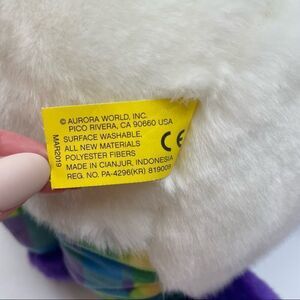 © AURORA WORLD, INC.
PICO RIVERA, CA 90660 USA
SURFACE WASHABLE,
ALL NEW MATERIALS
POLYESTER FIBERS
MADE IN CIANJUR, INDONESIA
REG. NO. PA-4296(KR) 819008
MAR2019
CE